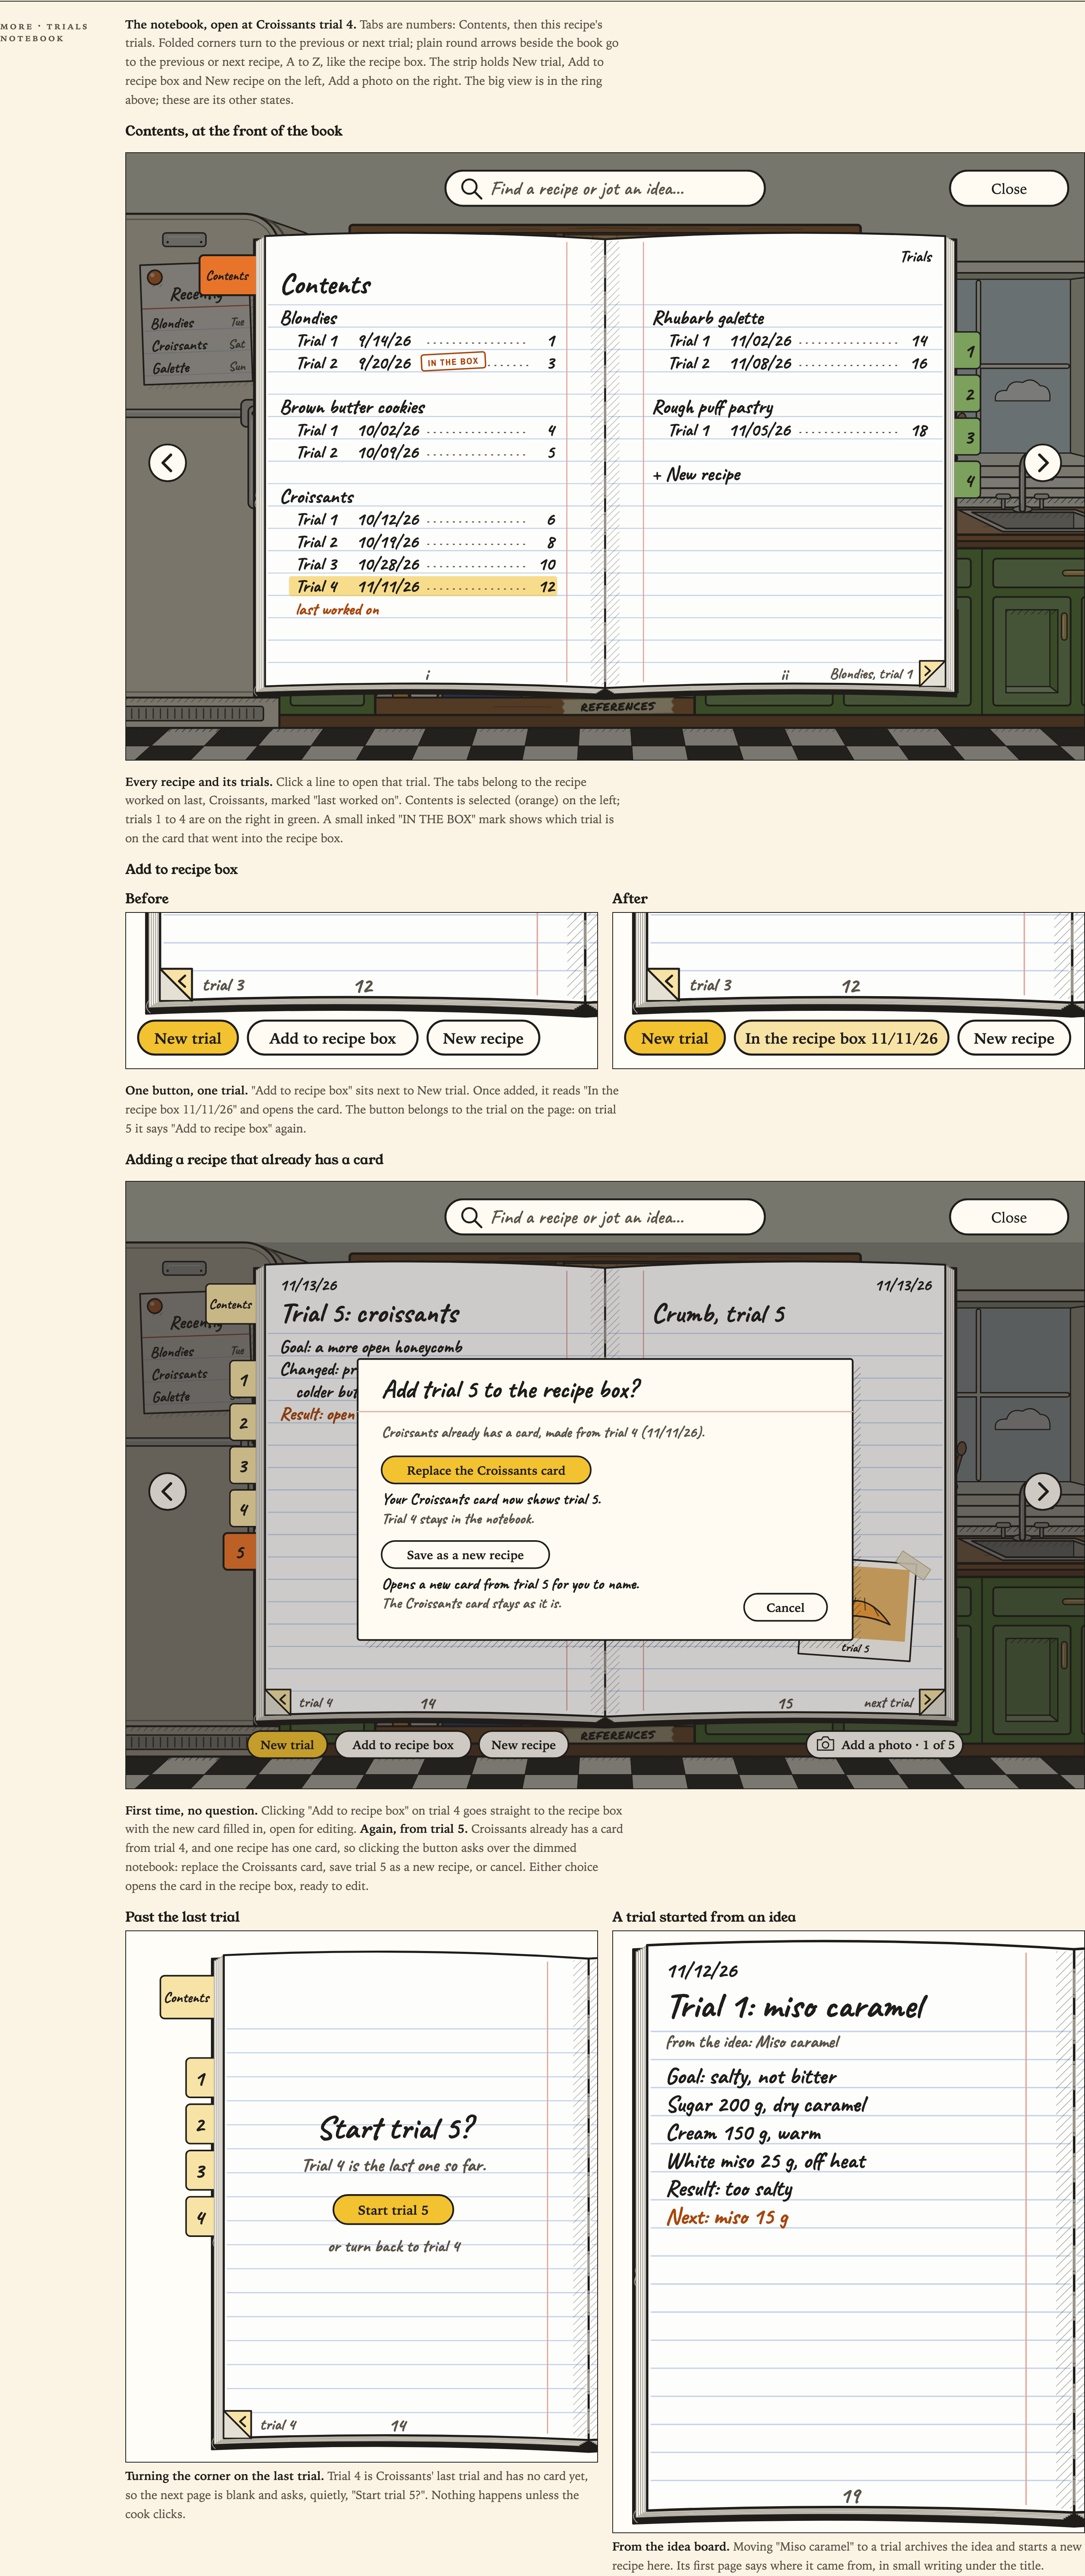 MORE · TRIALS
NOTEBOOK
The notebook, open at Croissants trial 4. Tabs are numbers: Contents, then this recipe's
trials. Folded corners turn to the previous or next trial; plain round arrows beside the book go
to the previous or next recipe, A to Z, like the recipe box. The strip holds New trial, Add to
recipe box and New recipe on the left, Add a photo on the right. The big view is in the ring
above; these are its other states.
Contents, at the front of the book
Find a recipe or jot an idea...
Close
Contents
Blondies Tue
Croissants Sat
Galette Sun
Contents
Blondies
Trial 1 9/14/26 1
Trial 2 9/20/26 IN THE BOX 3
Brown butter cookies
Trial 1 10/02/26 4
Trial 2 10/09/26 5
Croissants
Trial 1 10/12/26 6
Trial 2 10/19/26 8
Trial 3 10/28/26 10
Trial 4 11/11/26 12
last worked on
i
Trials
Rhubarb galette
Trial 1 11/02/26 14
Trial 2 11/08/26 16
Rough puff pastry
Trial 1 11/05/26 18
+ New recipe
ii
Blondies, trial 1
1
2
3
4
REFERENCES
Every recipe and its trials. Click a line to open that trial. The tabs belong to the recipe
worked on last, Croissants, marked "last worked on". Contents is selected (orange) on the left;
trials 1 to 4 are on the right in green. A small inked "IN THE BOX" mark shows which trial is
on the card that went into the recipe box.
Add to recipe box
Before
trial 3
12
New trial
Add to recipe box
New recipe
After
trial 3
12
New trial
In the recipe box 11/11/26
New recipe
One button, one trial. "Add to recipe box" sits next to New trial. Once added, it reads "In the
recipe box 11/11/26" and opens the card. The button belongs to the trial on the page: on trial
5 it says "Add to recipe box" again.
Adding a recipe that already has a card
Find a recipe or jot an idea...
Close
Contents
Blondies Tue
Croissants
Galette
1
2
3
4
5
11/13/26
Trial 5: croissants
Goal: a more open honeycomb
Changed: pr
colder but
Result: open
11/13/26
Crumb, trial 5
Add trial 5 to the recipe box?
Croissants already has a card, made from trial 4 (11/11/26).
Replace the Croissants card
Your Croissants card now shows trial 5.
Trial 4 stays in the notebook.
Save as a new recipe
Opens a new card from trial 5 for you to name.
The Croissants card stays as it is.
Cancel
trial 5
trial 4
14
15
next trial
New trial
Add to recipe box
New recipe
REFERENCES
Add a photo · 1 of 5
First time, no question. Clicking "Add to recipe box" on trial 4 goes straight to the recipe box
with the new card filled in, open for editing. Again, from trial 5. Croissants already has a card
from trial 4, and one recipe has one card, so clicking the button asks over the dimmed
notebook: replace the Croissants card, save trial 5 as a new recipe, or cancel. Either choice
opens the card in the recipe box, ready to edit.
Past the last trial
Contents
1
2
3
4
Start trial 5?
Trial 4 is the last one so far.
Start trial 5
or turn back to trial 4
trial 4
14
Turning the corner on the last trial. Trial 4 is Croissants' last trial and has no card yet,
so the next page is blank and asks, quietly, "Start trial 5?". Nothing happens unless the
cook clicks.
A trial started from an idea
11/12/26
Trial 1: miso caramel
from the idea: Miso caramel
Goal: salty, not bitter
Sugar 200 g, dry caramel
Cream 150 g, warm
White miso 25 g, off heat
Result: too salty
Next: miso 15 g
19
From the idea board. Moving "Miso caramel" to a trial archives the idea and starts a new
recipe here. Its first page says where it came from, in small writing under the title.